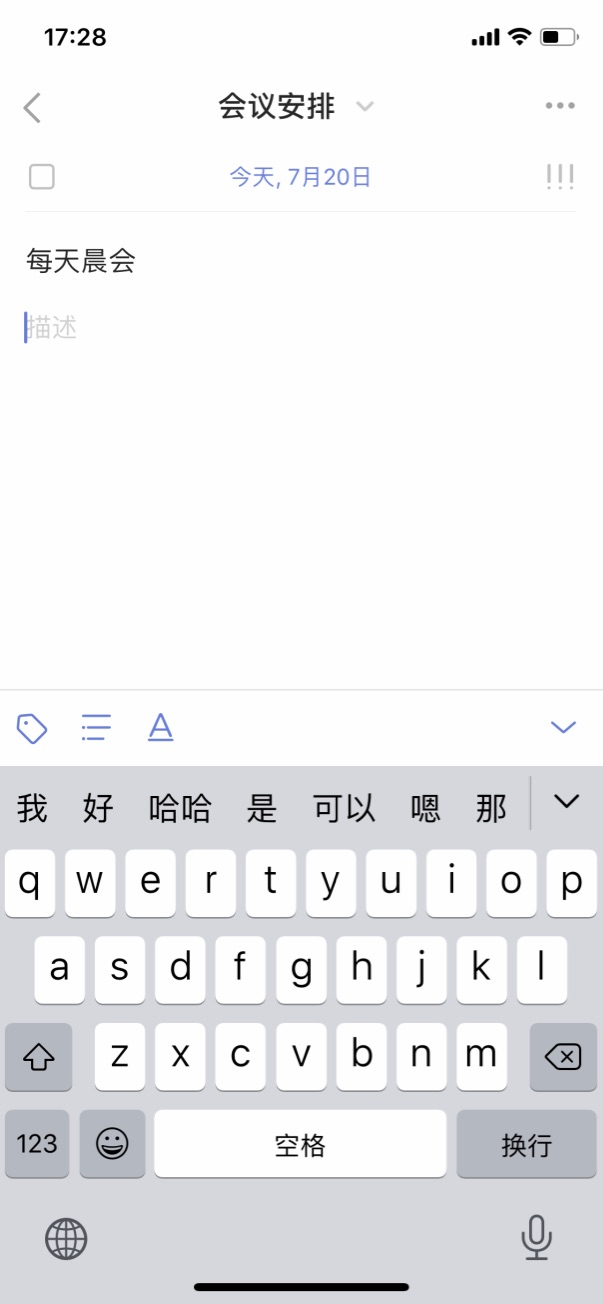 17:28
会议安排
今天, 7月20日
!!!
每天晨会
描述
A
我 好 哈哈 是 可以 嗯 那
q w e r t y u i o p
a s d f g h j k l
z x c v b n m
123 空格 换行